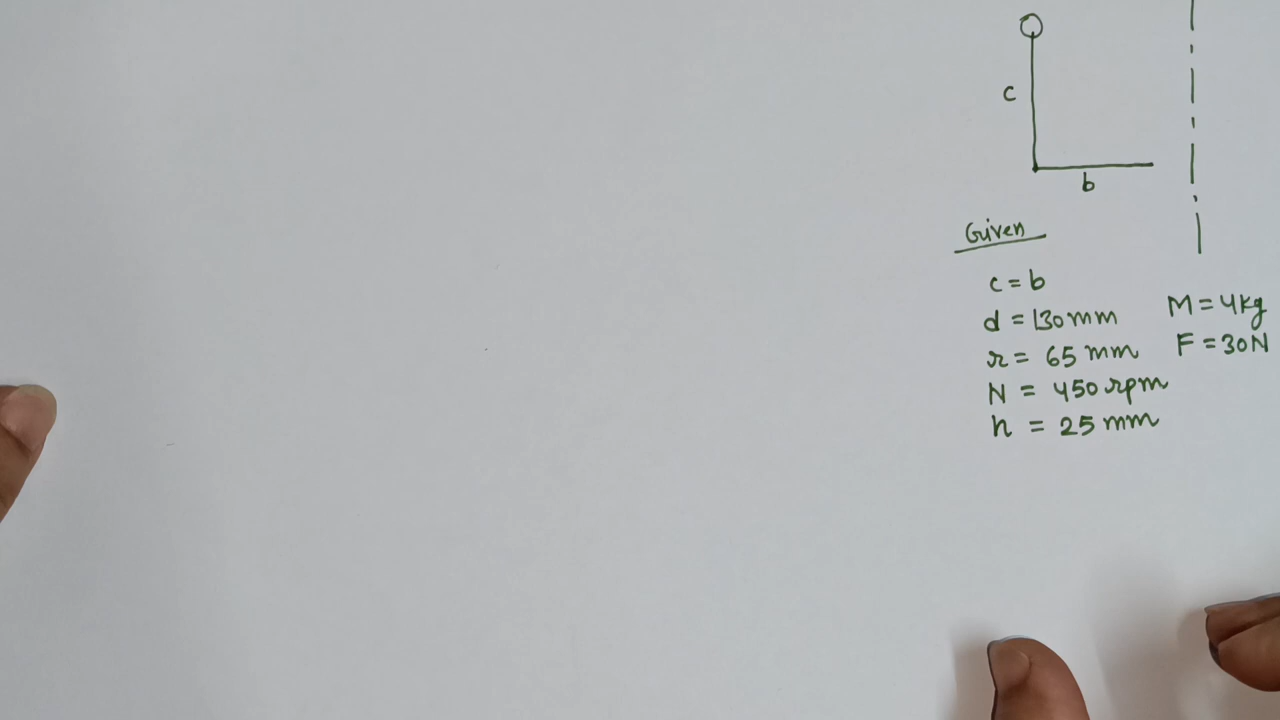 c
b
Given
c = b
d = 130 mm
r = 65 mm
N = 450 rpm
h = 25 mm
M = 4 kg
F = 30 N